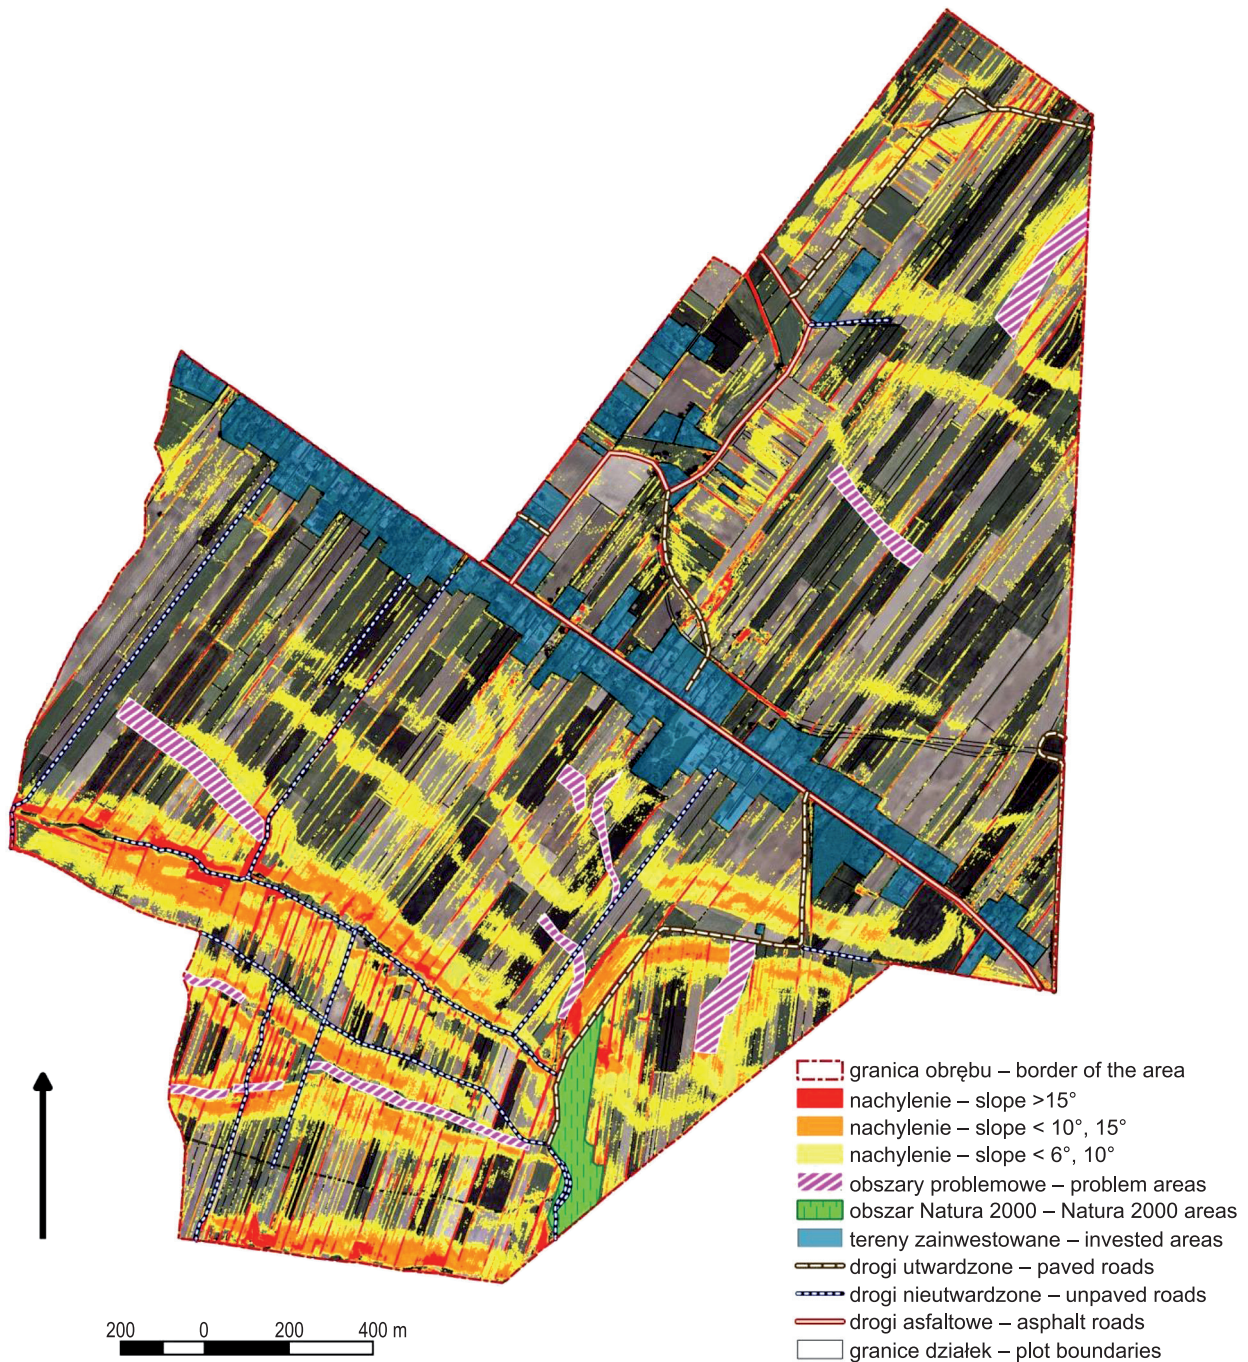 granica obrębu – border of the area
nachylenie – slope >15°
nachylenie – slope < 10°, 15°
nachylenie – slope < 6°, 10°
obszary problemowe – problem areas
obszar Natura 2000 – Natura 2000 areas
tereny zainwestowane – invested areas
drogi utwardzone – paved roads
drogi nieutwardzone – unpaved roads
drogi asfaltowe – asphalt roads
granice działek – plot boundaries
200 0 200 400 m